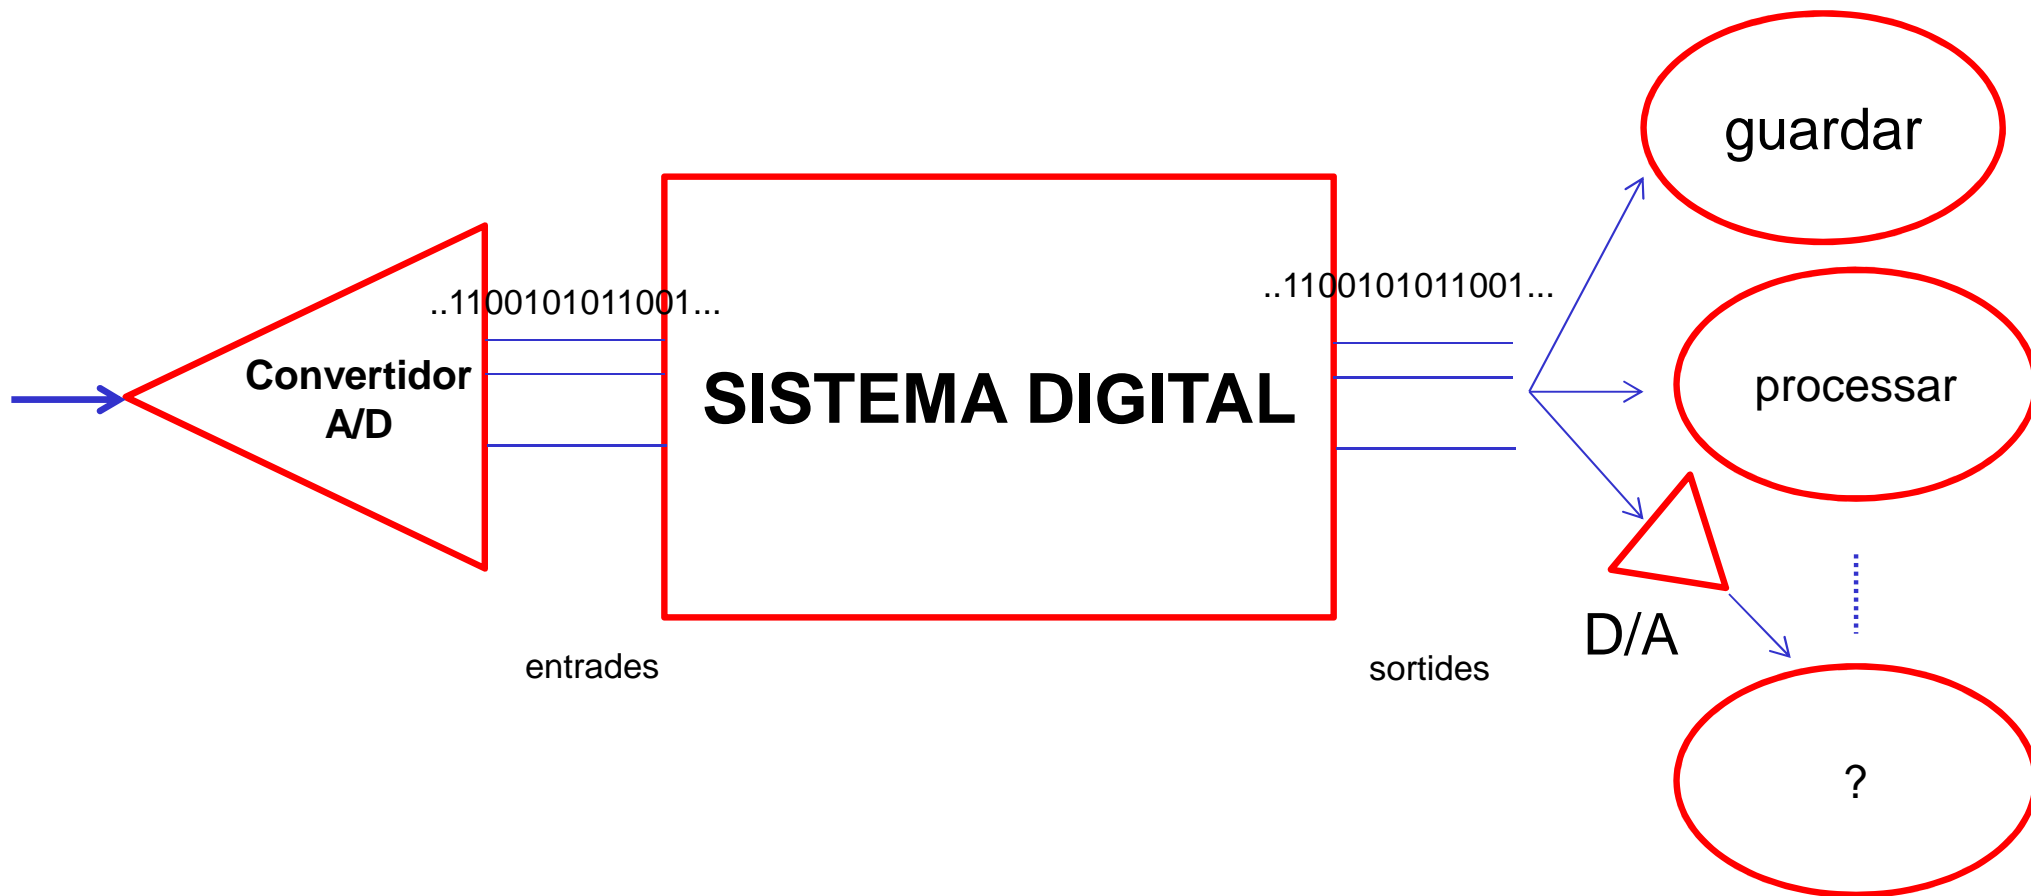 guardar
..1100101011001...
..1100101011001...
Convertidor
A/D
SISTEMA DIGITAL
processar
D/A
entrades
sortides
?